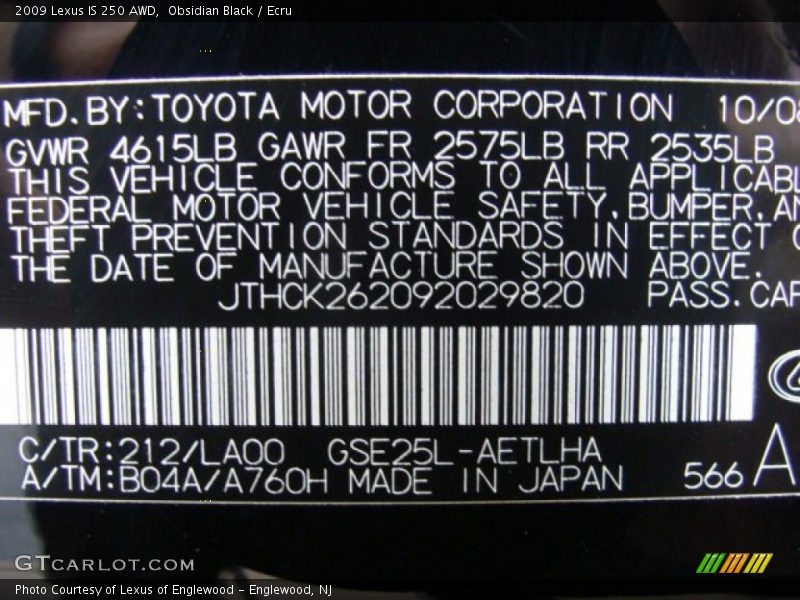 2009 Lexus IS 250 AWD,  Obsidian Black / Ecru
MFD.BY:TOYOTA MOTOR CORPORATION 10/08
GVWR 4615LB GAWR FR 2575LB RR 2535LB
THIS VEHICLE CONFORMS TO ALL
FEDERAL MOTOR VEHICLE SAFETY,BUMPER,
THEFT PREVENTION STANDARDS IN EFFECT
THE DATE OF MANUFACTURE SHOWN ABOVE.
JTHCK262092029820 PASS.
C/TR:212/LA00 GSE25L-AETLHA
A/TM:B04A/A760H MADE IN JAPAN 566 A
GTCARLOT.COM
Photo Courtesy of Lexus of Englewood – Englewood, NJ